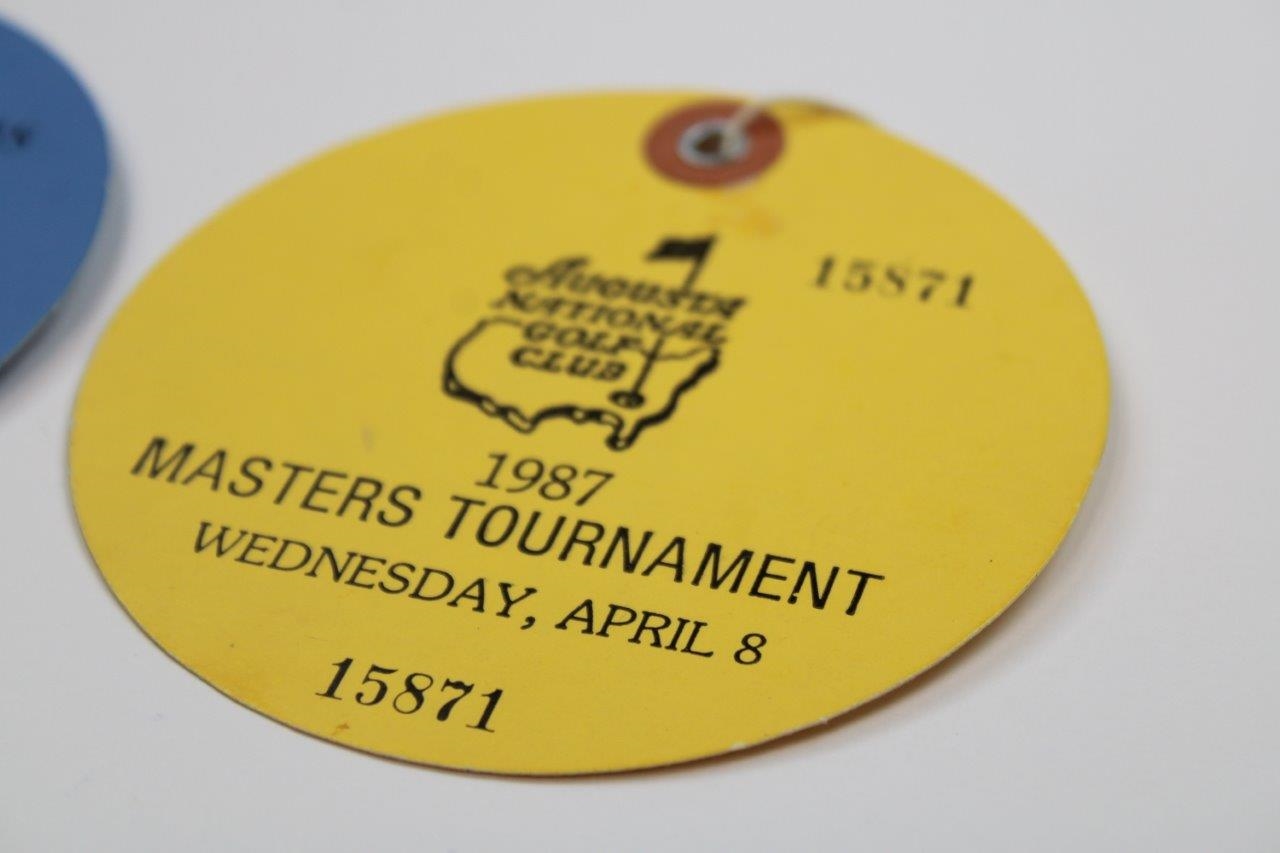 15871
AUGUSTA
NATIONAL
GOLF
CLUB
1987
MASTERS TOURNAMENT
WEDNESDAY, APRIL 8
15871